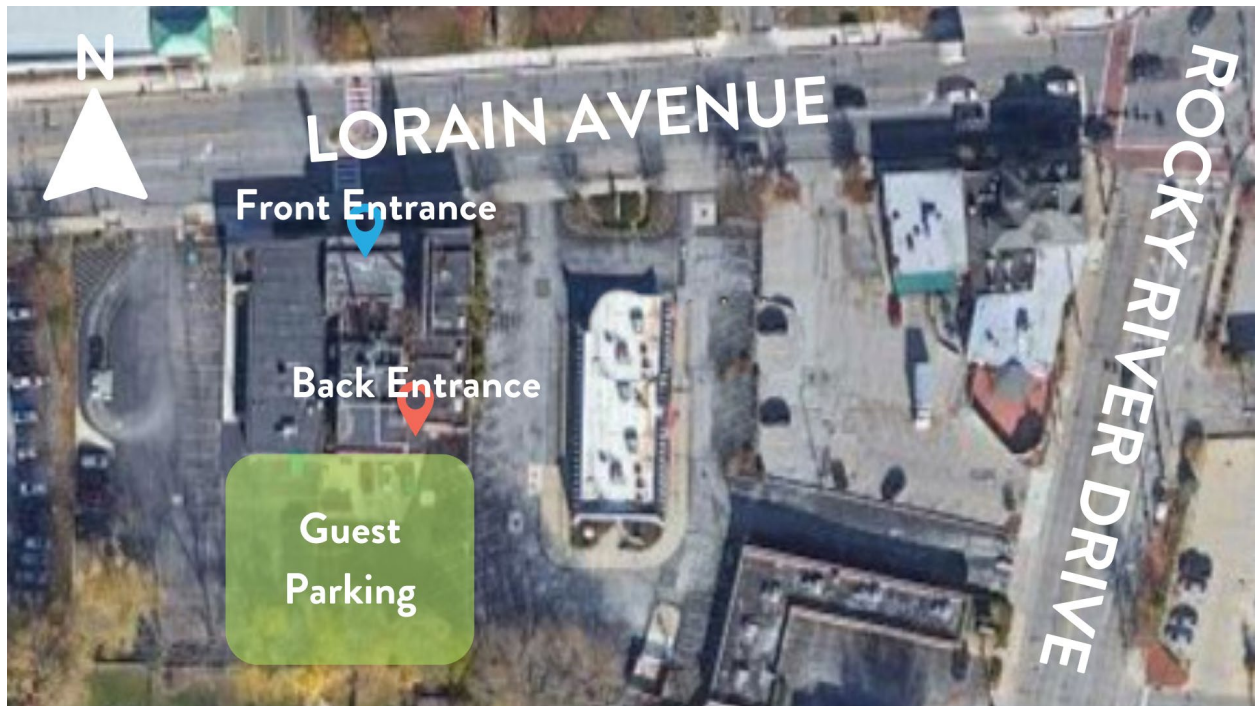 N
LORAIN AVENUE
ROCKY RIVER DRIVE
Front Entrance
Back Entrance
Guest
Parking